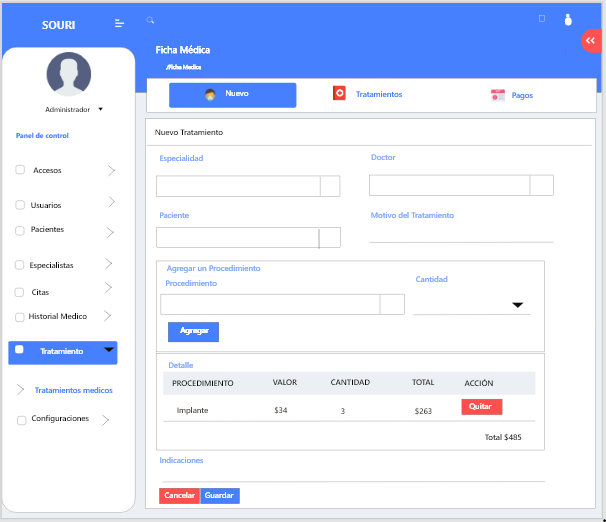 SOURI
Ficha Médica
/Ficha Medica
Administrador
Panel de control
Accesos
Usuarios
Pacientes
Especialistas
Citas
Historial Medico
Tratamiento
Tratamientos medicos
Configuraciones
Nuevo
Tratamientos
Pagos
Nuevo Tratamiento
Especialidad
Doctor
Paciente
Motivo del Tratamiento
Agregar un Procedimiento
Procedimiento
Cantidad
Agregar
Detalle
PROCEDIMIENTO VALOR CANTIDAD TOTAL ACCIÓN
Implante $34 3 $263 Quitar
Total $485
Indicaciones
Cancelar Guardar